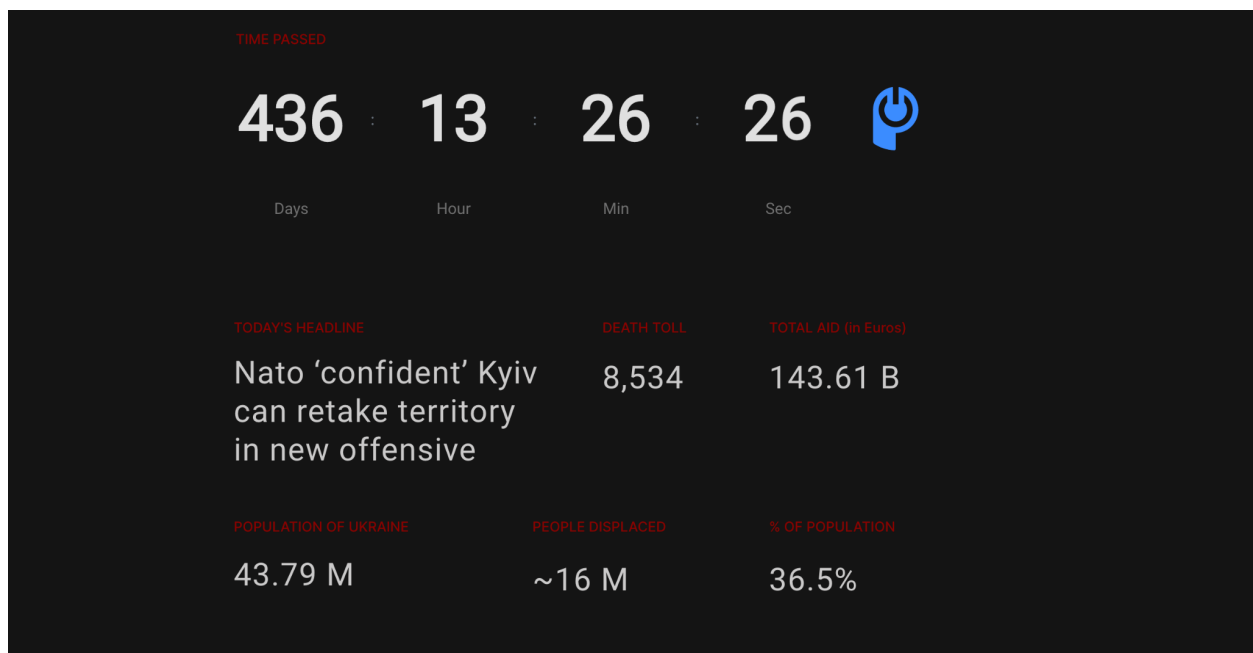 TIME PASSED
436 : 13 : 26 : 26
Days Hour Min Sec
TODAY'S HEADLINE DEATH TOLL TOTAL AID (in Euros)
Nato ‘confident’ Kyiv 8,534 143.61 B
can retake territory
in new offensive
POPULATION OF UKRAINE PEOPLE DISPLACED % OF POPULATION
43.79 M ~16 M 36.5%